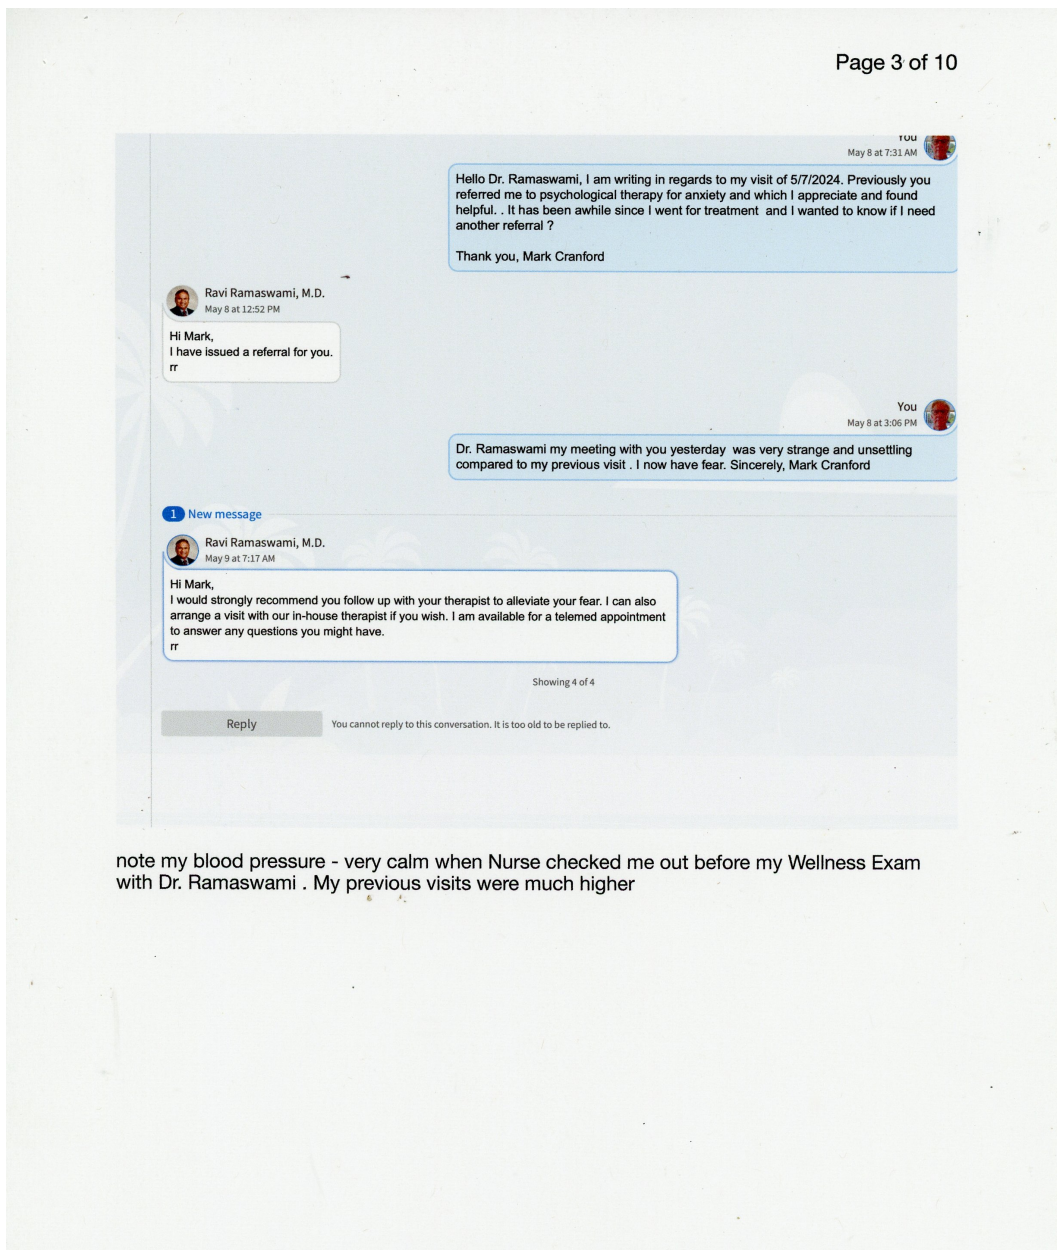 Page 3 of 10
You
May 8 at 7:31 AM
Hello Dr. Ramaswami, I am writing in regards to my visit of 5/7/2024. Previously you
referred me to psychological therapy for anxiety and which I appreciate and found
helpful. . It has been awhile since I went for treatment and I wanted to know if I need
another referral ?
Thank you, Mark Cranford
Ravi Ramaswami, M.D.
May 8 at 12:52 PM
Hi Mark,
I have issued a referral for you.
rr
You
May 8 at 3:06 PM
Dr. Ramaswami my meeting with you yesterday was very strange and unsettling
compared to my previous visit . I now have fear. Sincerely, Mark Cranford
1 New message
Ravi Ramaswami, M.D.
May 9 at 7:17 AM
Hi Mark,
I would strongly recommend you follow up with your therapist to alleviate your fear. I can also
arrange a visit with our in-house therapist if you wish. I am available for a telemed appointment
to answer any questions you might have.
rr
Showing 4 of 4
Reply You cannot reply to this conversation. It is too old to be replied to.
note my blood pressure - very calm when Nurse checked me out before my Wellness Exam
with Dr. Ramaswami . My previous visits were much higher